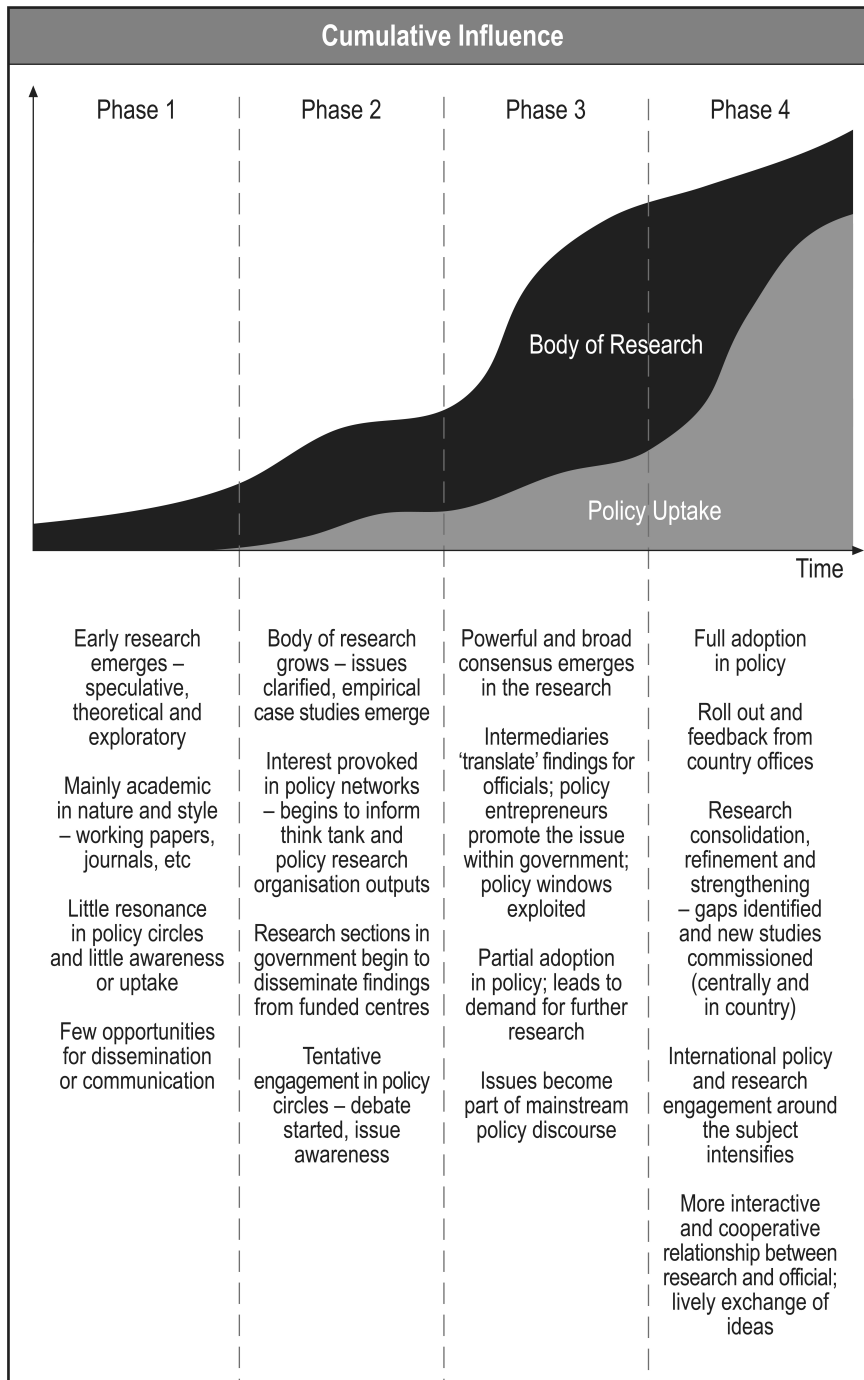 Cumulative Influence
Phase 1
Phase 2
Phase 3
Phase 4
Body of Research
Policy Uptake
Time
Early research
emerges –
speculative,
theoretical and
exploratory
Mainly academic
in nature and style
– working papers,
journals, etc
Little resonance
in policy circles
and little awareness
or uptake
Few opportunities
for dissemination
or communication
Body of research
grows – issues
clarified, empirical
case studies emerge
Interest provoked
in policy networks
– begins to inform
think tank and
policy research
organisation outputs
Research sections in
government begin to
disseminate findings
from funded centres
Tentative
engagement in policy
circles – debate
started, issue
awareness
Powerful and broad
consensus emerges
in the research
Intermediaries
‘translate’ findings for
officials; policy
entrepreneurs
promote the issue
within government;
policy windows
exploited
Partial adoption
in policy; leads to
demand for further
research
Issues become
part of mainstream
policy discourse
Full adoption
in policy
Roll out and
feedback from
country offices
Research
consolidation,
refinement and
strengthening
– gaps identified
and new studies
commissioned
(centrally and
in country)
International policy
and research
engagement around
the subject
intensifies
More interactive
and cooperative
relationship between
research and official;
lively exchange of
ideas